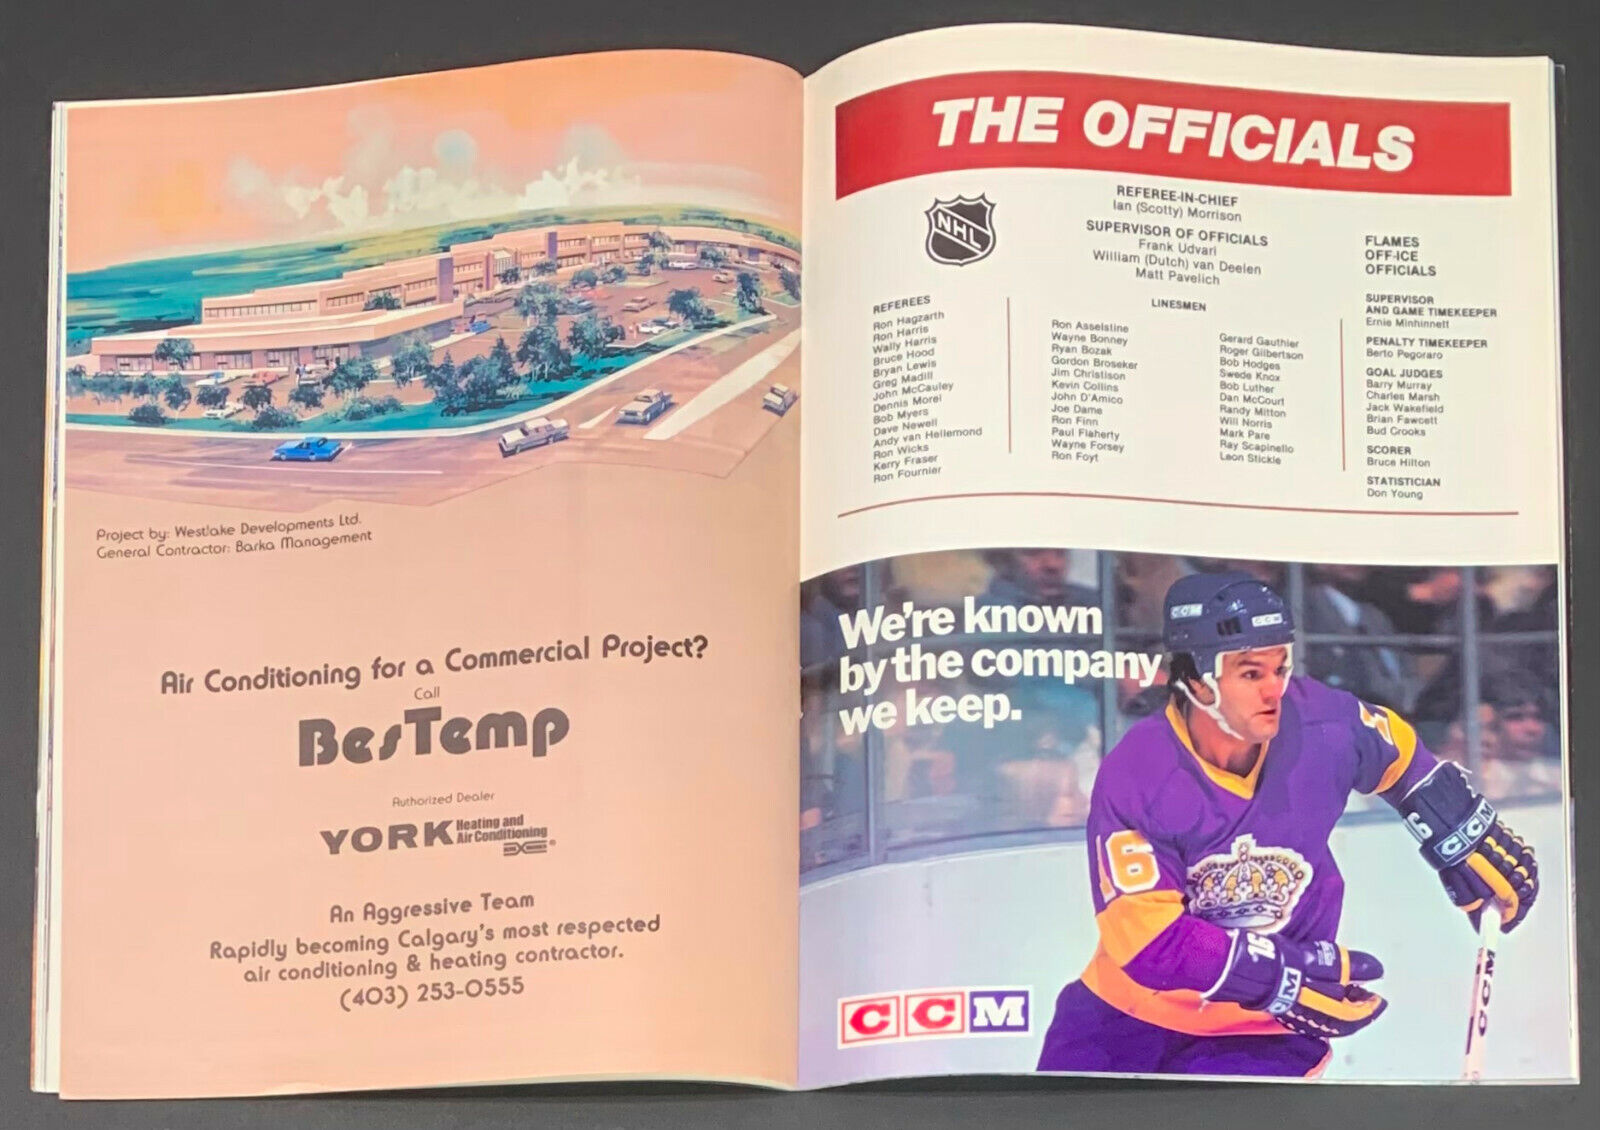 Project by: Westlake Developments Ltd.
General Contractor: Barka Management
Air Conditioning for a Commercial Project?
Call
BesTemp
Authorized Dealer
YORK
Heating and
Air Conditioning
An Aggressive Team
Rapidly becoming Calgary's most respected
air conditioning & heating contractor.
(403) 253-0555
THE OFFICIALS
NHL
REFEREE-IN-CHIEF
Ian (Scotty) Morrison
SUPERVISOR OF OFFICIALS
Frank Udvari
William (Dutch) van Deelen
Matt Pavelich
REFEREES
Ron Hagzarth
Ron Harris
Wally Harris
Bruce Hood
Bryan Lewis
Greg Madill
John McCauley
Dennis Morel
Bob Myers
Dave Newell
Andy van Hellemond
Ron Wicks
Kerry Fraser
Ron Fournier
LINESMEN
Ron Asselstine
Wayne Bonney
Ryan Bozak
Gordon Broseker
Jim Christison
Kevin Collins
John D'Amico
Joe Dame
Ron Finn
Paul Flaherty
Wayne Forsey
Ron Foyt
Gerard Gauthier
Roger Gilbertson
Bob Hodges
Swede Knox
Bob Luther
Dan McCourt
Randy Mitton
Will Norris
Mark Pare
Ray Scapinello
Leon Stickle
FLAMES
OFF-ICE
OFFICIALS
SUPERVISOR
AND GAME TIMEKEEPER
Ernie Minhinnett
PENALTY TIMEKEEPER
Berto Pegoraro
GOAL JUDGES
Barry Murray
Charles Marsh
Jack Wakefield
Brian Fawcett
Bud Crooks
SCORER
Bruce Hilton
STATISTICIAN
Don Young
We're known
by the company
we keep.
CCM
CCM
CCM
16
16
CCM
16
CCM
CCM